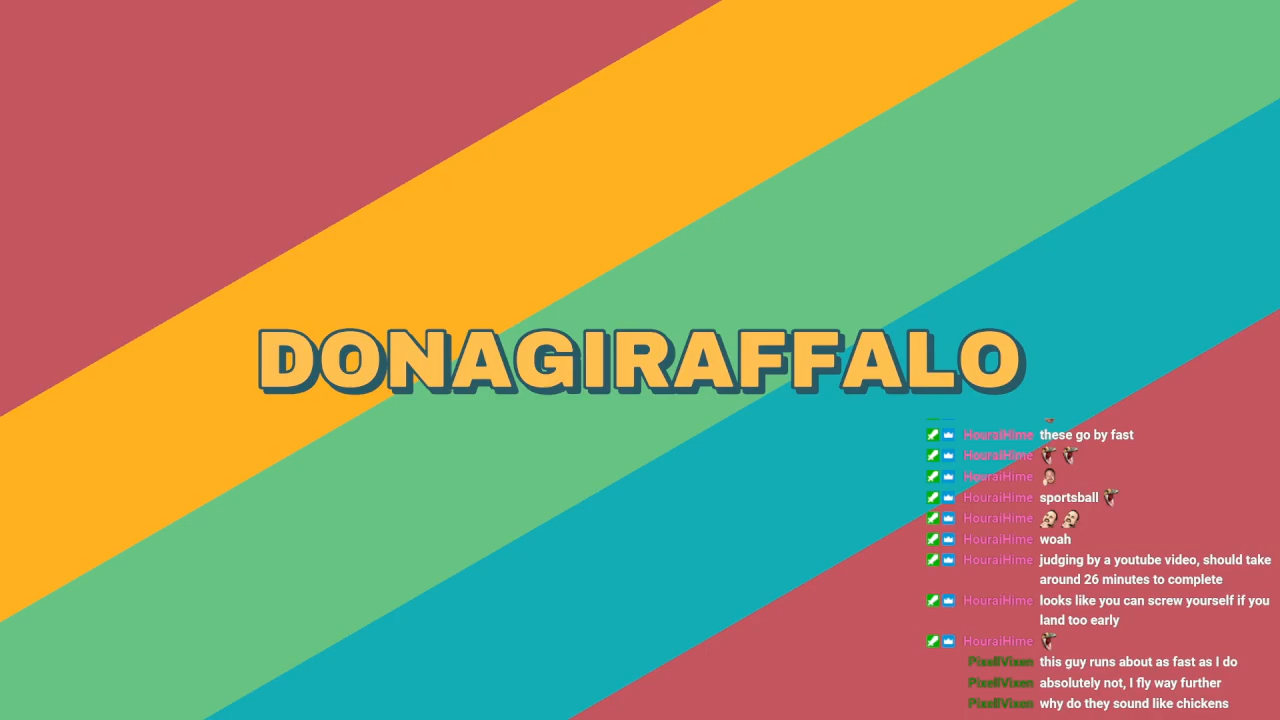 DONAGIRAFFALO
HouraiHime these go by fast
HouraiHime
HouraiHime
HouraiHime sportsball
HouraiHime
HouraiHime woah
HouraiHime judging by a youtube video, should take
around 26 minutes to complete
HouraiHime looks like you can screw yourself if you
land too early
HouraiHime
PixellVixen this guy runs about as fast as I do
PixellVixen absolutely not, I fly way further
PixellVixen why do they sound like chickens